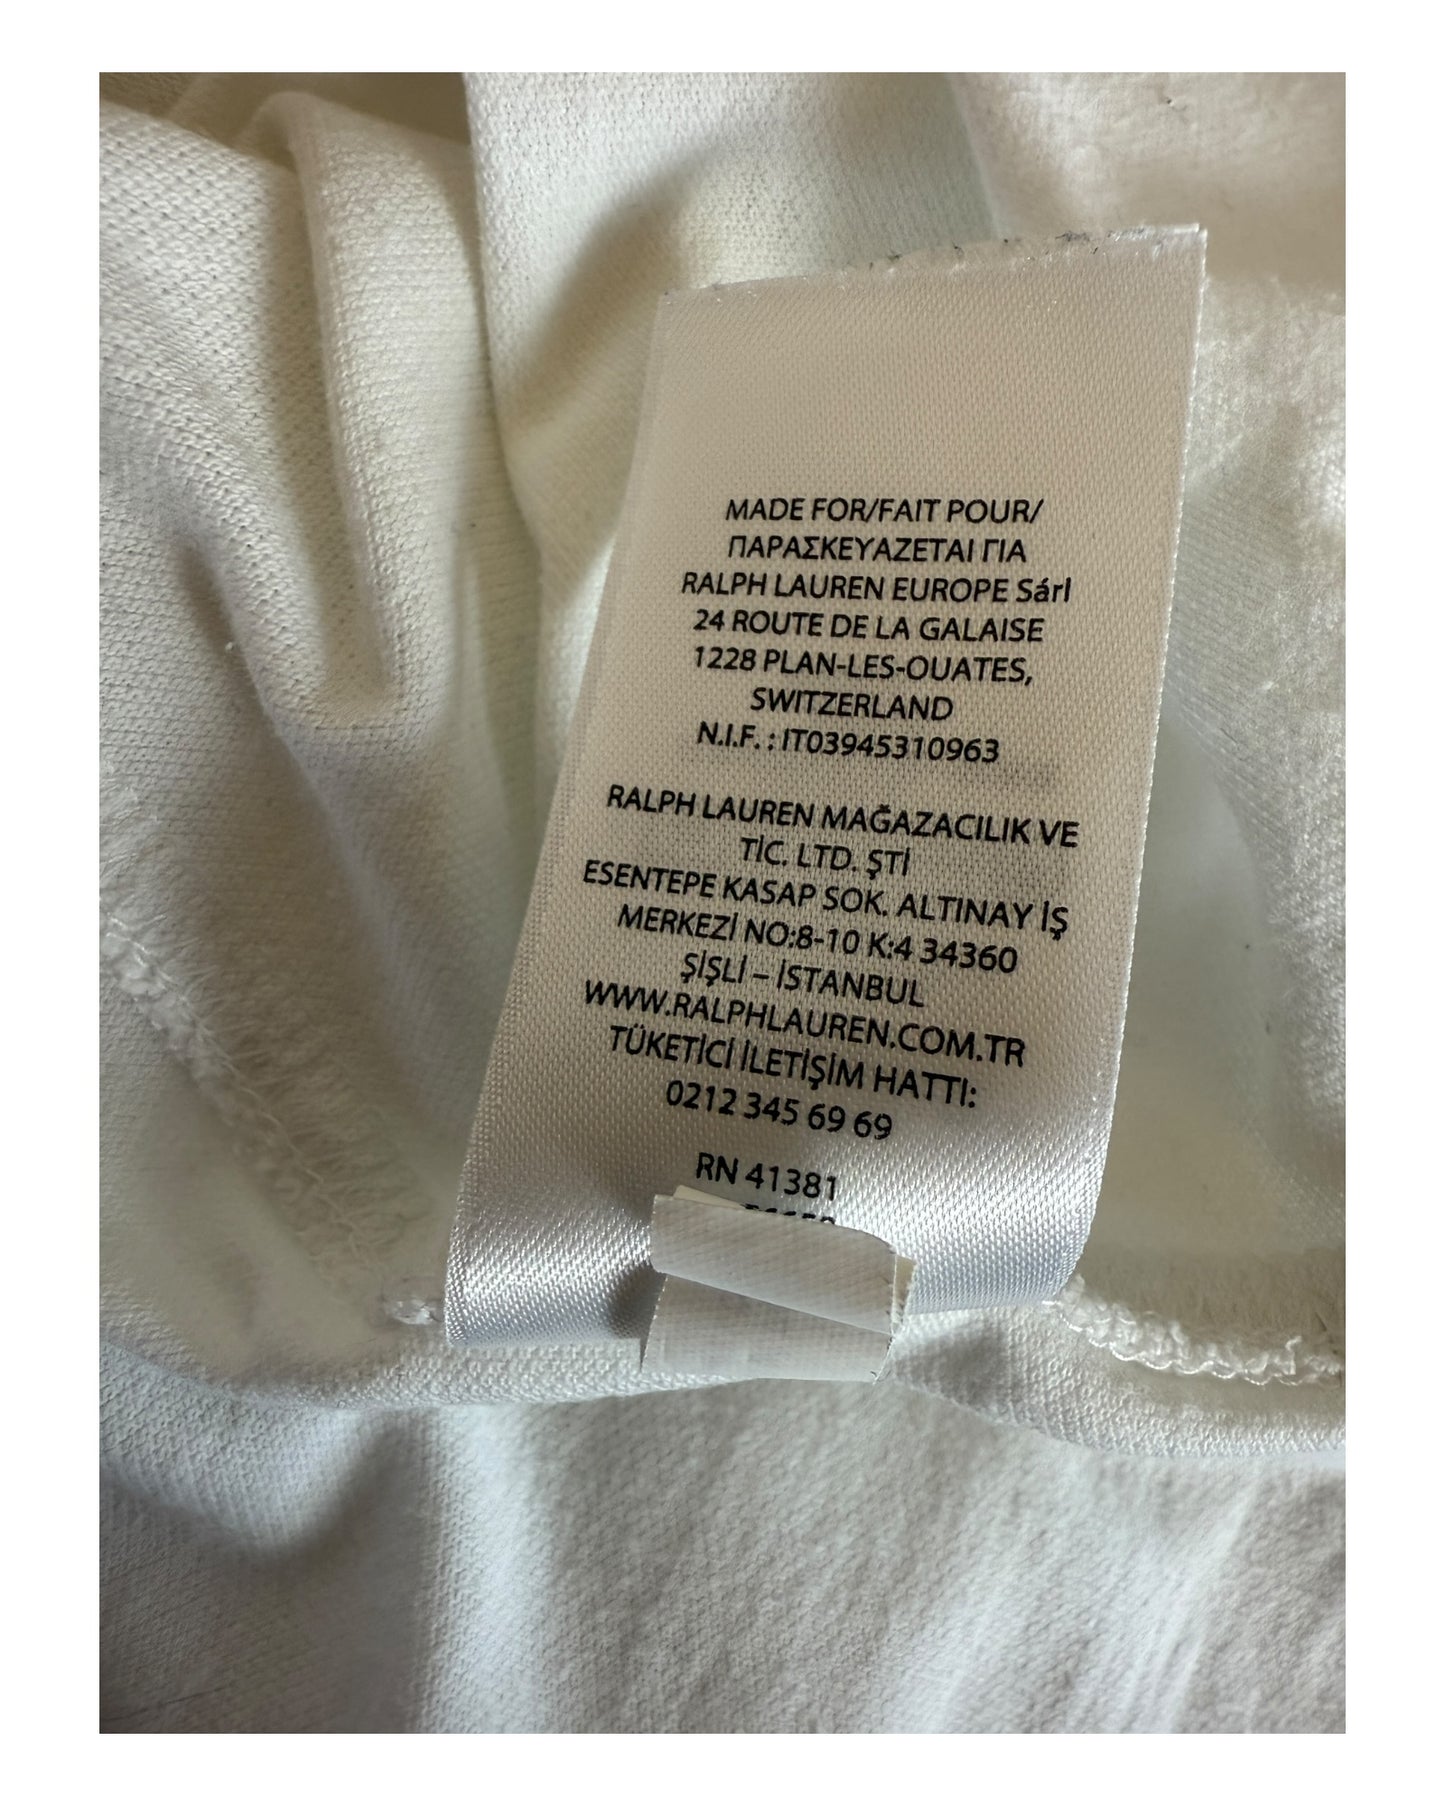 MADE FOR/FAIT POUR/
ΠΑΡΑΣΚΕΥΑΖΕΤΑΙ ΓΙΑ
RALPH LAUREN EUROPE Sárl
24 ROUTE DE LA GALAISE
1228 PLAN-LES-OUATES,
SWITZERLAND
N.I.F. : IT03945310963
RALPH LAUREN MAĞAZACILIK VE
TİC. LTD. ŞTİ
ESENTEPE KASAP SOK. ALTINAY İŞ
MERKEZİ NO:8-10 K:4 34360
ŞİŞLİ – İSTANBUL
WWW.RALPHLAUREN.COM.TR
TÜKETİCİ İLETİŞİM HATTI:
0212 345 69 69
RN 41381